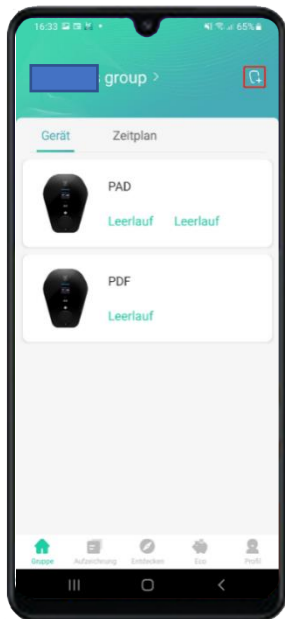 16:33 65%
group >
Gerät Zeitplan
PAD
Leerlauf Leerlauf
PDF
Leerlauf
Gruppe Aufzeichnung Entdecken Eco Profil